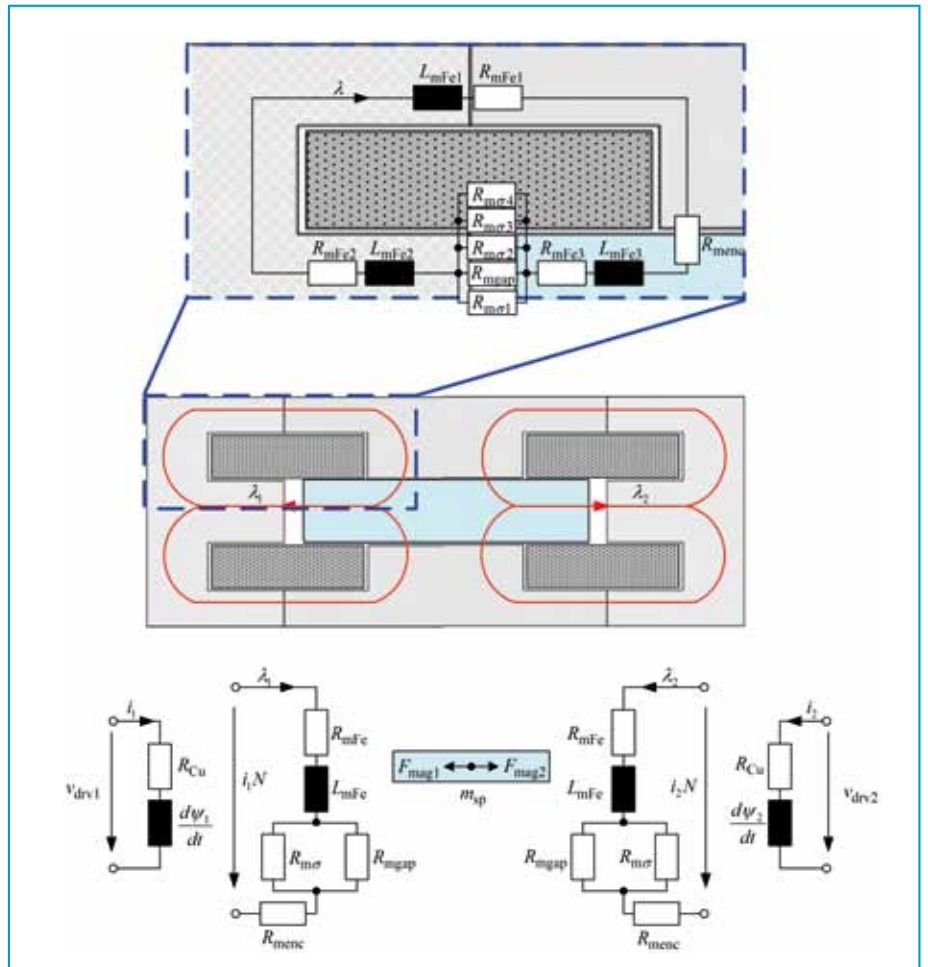 L_mFe1 R_mFe1
λ
R_mσ4
R_mσ3
R_mFe2 L_mFe2 R_mσ2 R_mFe3 L_mFe3 R_menc
R_mgap
R_mσ1
λ_1 λ_2
λ_1 λ_2
i_1 i_2
R_mFe R_mFe
R_Cu i_1N F_mag1 F_mag2 i_2N R_Cu
v_drv1 L_mFe m_sp L_mFe v_drv2
dψ_1/dt dψ_2/dt
R_mσ R_mgap R_mgap R_mσ
R_menc R_menc